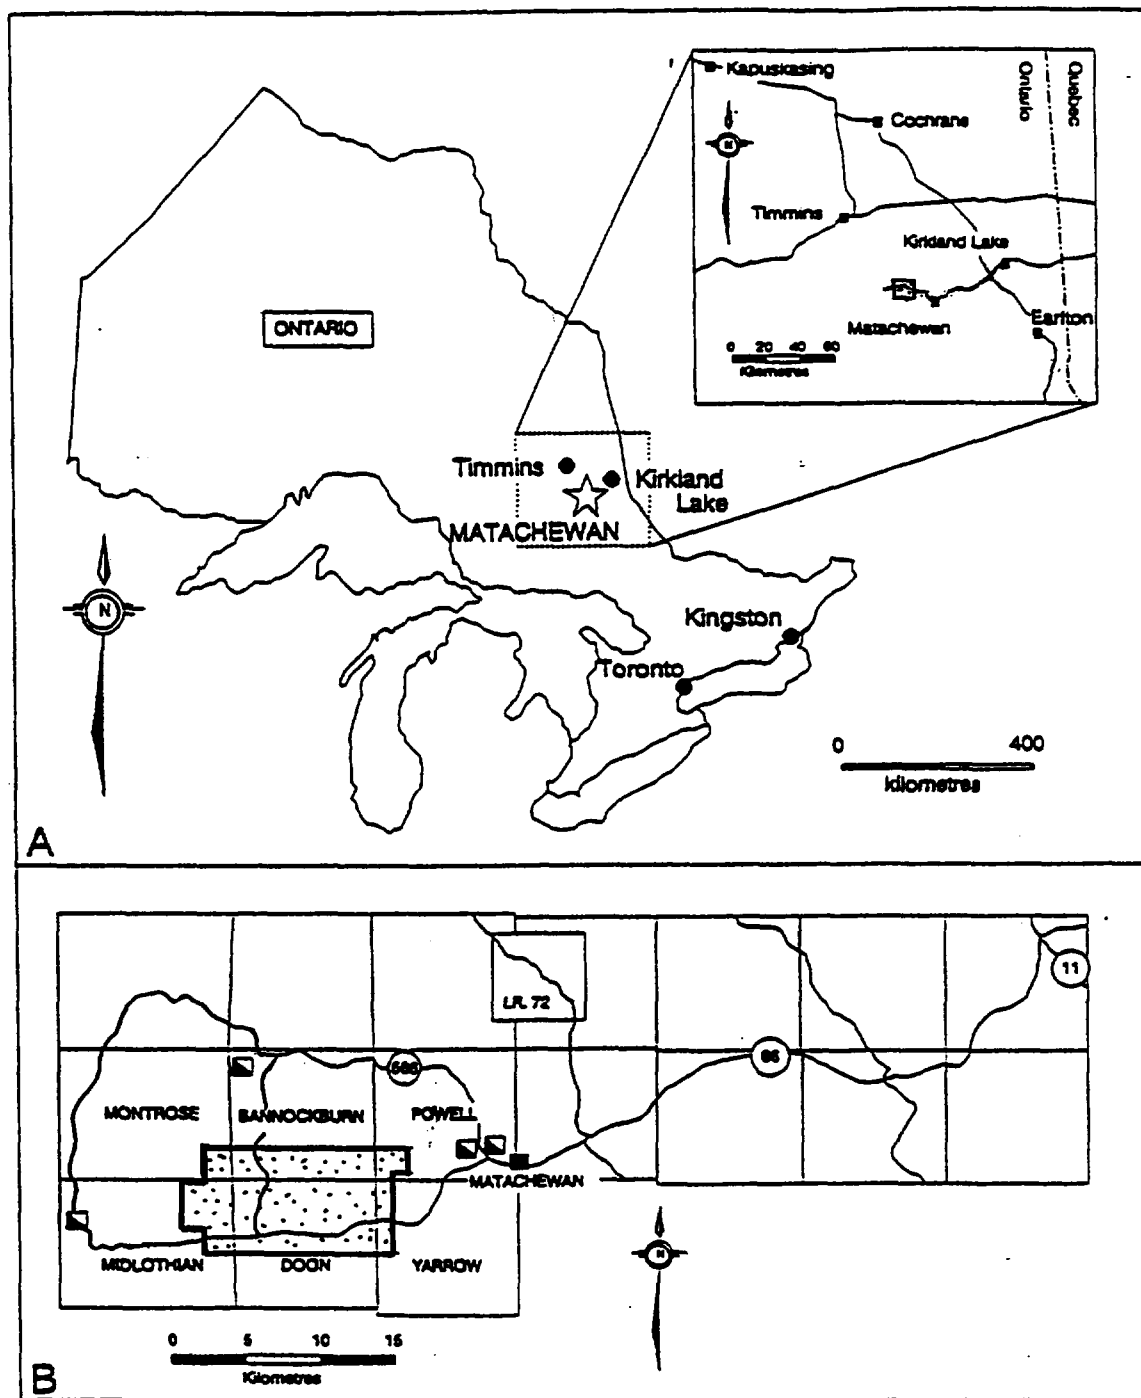 Kapuskasing
Ontario
Quebec
Cochrane
N
Timmins
Kirkland Lake
Matachewan
Earlton
0 20 40 60
Kilometres
ONTARIO
Timmins
Kirkland
Lake
MATACHEWAN
N
Kingston
Toronto
0 400
kilometres
A
11
I.R. 72
566
66
MONTROSE
BANNOCKBURN
POWELL
MATACHEWAN
MIDLOTHIAN
DOON
YARROW
N
0 5 10 15
Kilometres
B